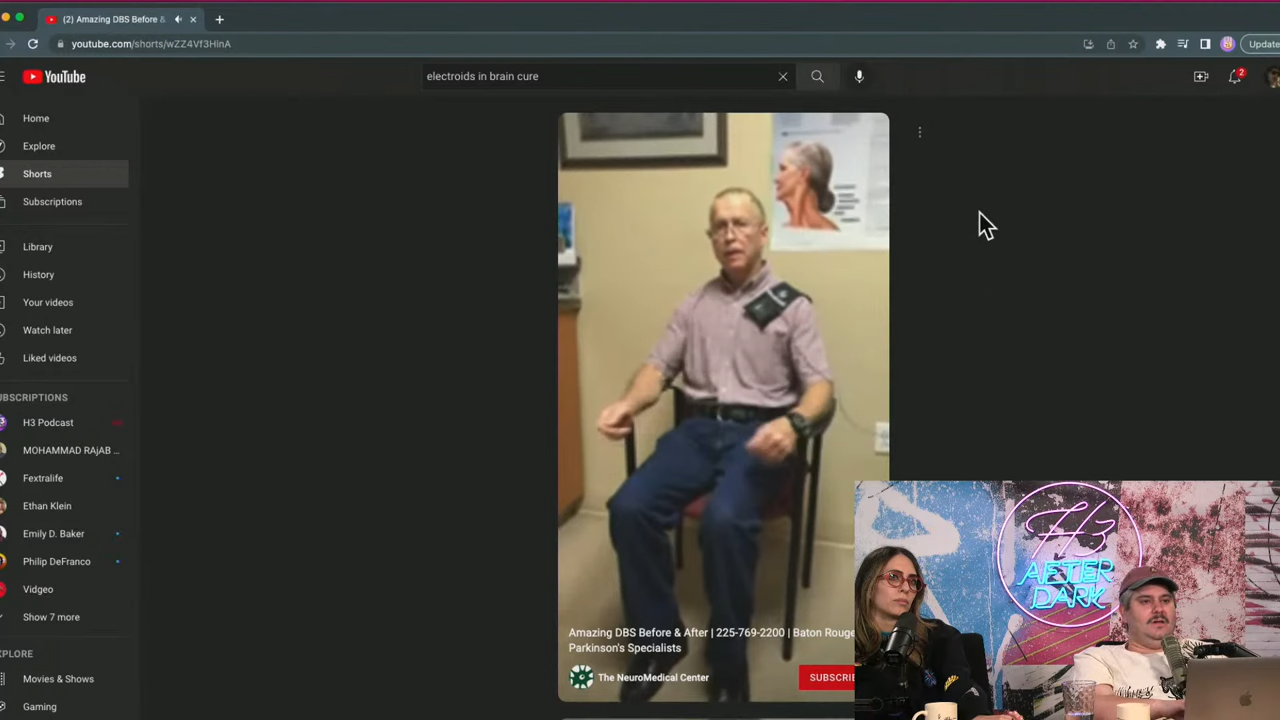 (2) Amazing DBS Before &
youtube.com/shorts/wZZ4Vf3HinA
Update
YouTube
electroids in brain cure
2
Home
Explore
Shorts
Subscriptions
Library
History
Your videos
Watch later
Liked videos
UBSCRIPTIONS
H3 Podcast
MOHAMMAD RAjAB ...
Fextralife
Ethan Klein
Emily D. Baker
Philip DeFranco
Vidgeo
Show 7 more
XPLORE
Movies & Shows
Gaming
Amazing DBS Before & After | 225-769-2200 | Baton Rouge
Parkinson's Specialists
The NeuroMedical Center
SUBSCRIBE
H3
AFTER
DARK